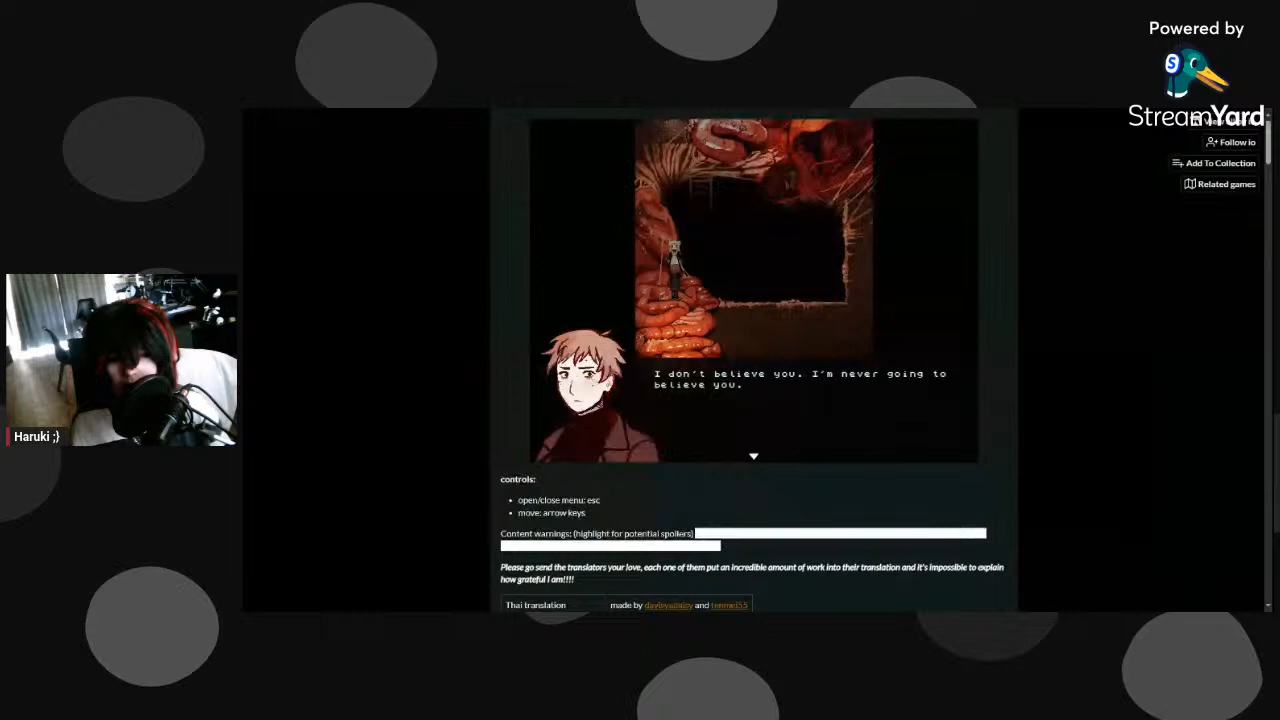 Powered by
StreamYard
Follow io
Add To Collection
Related games
I don't believe you. I'm never going to
believe you.
Haruki ;}
controls:
open/close menu: esc
move: arrow keys
Content warnings: (highlight for potential spoilers)
Please go send the translators your love, each one of them put an incredible amount of work into their translation and it's impossible to explain
how grateful I am!!!!
Thai translation made by and